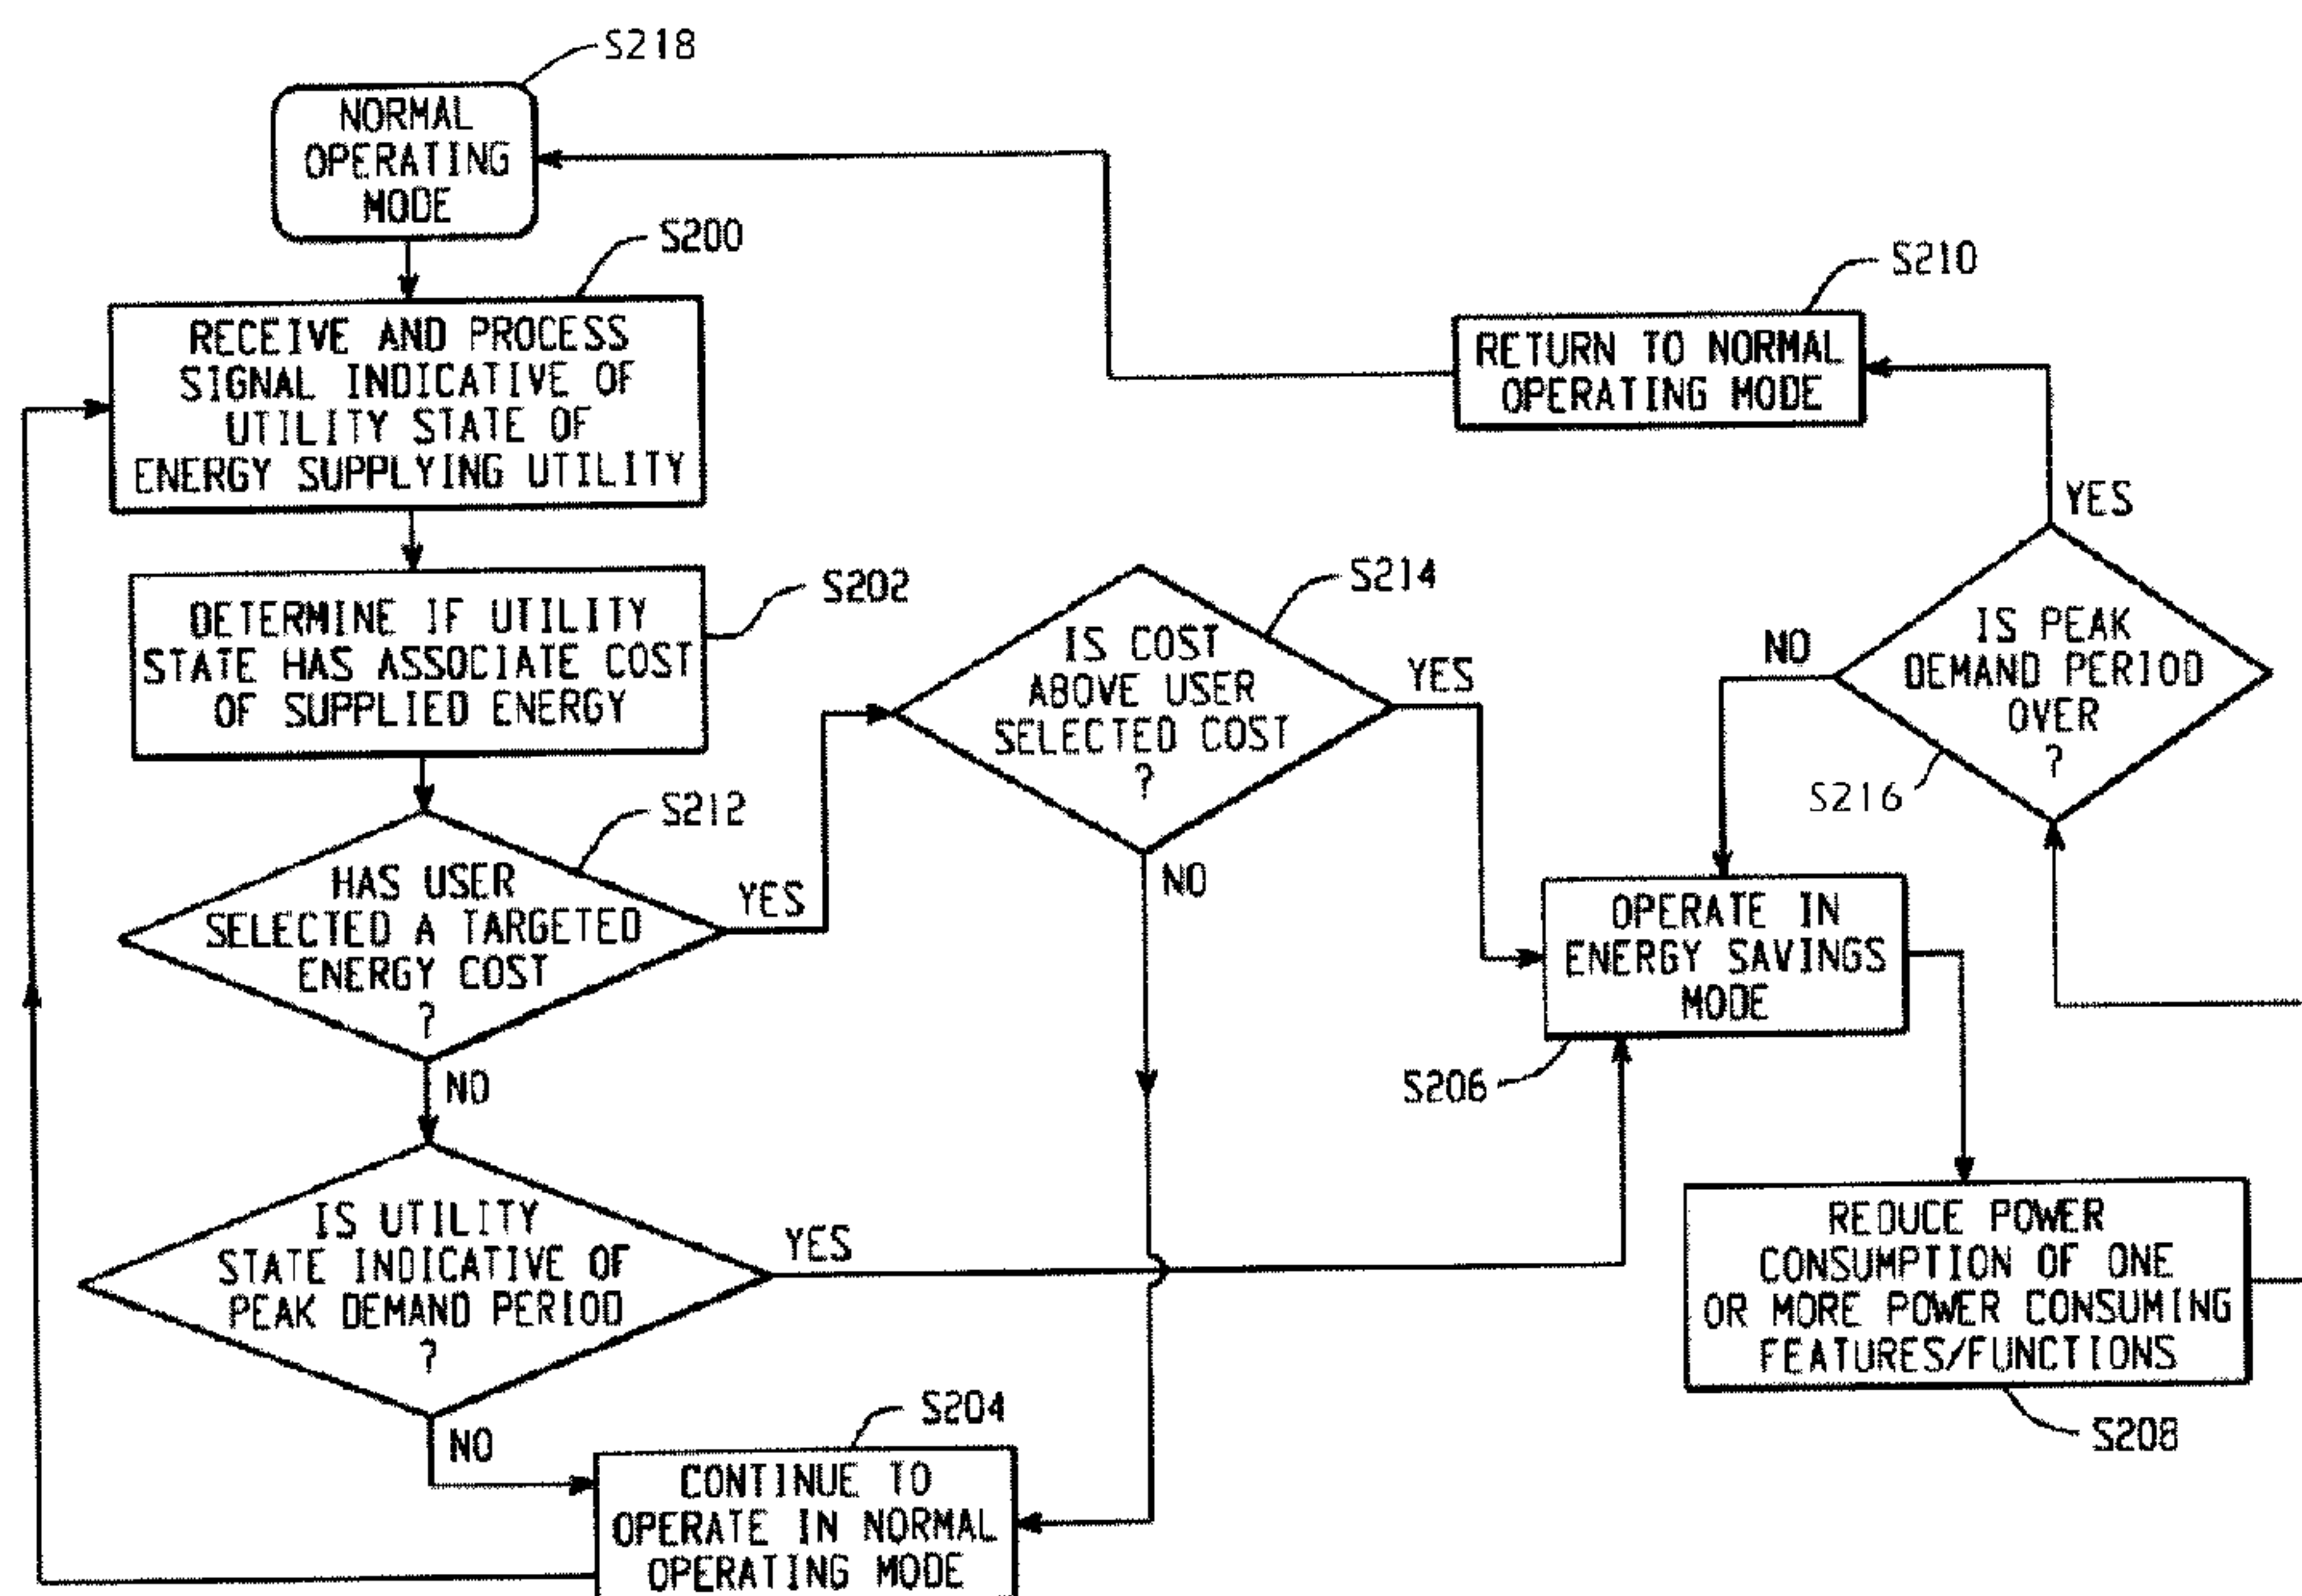 S218
NORMAL
OPERATING
MODE
S200
RECEIVE AND PROCESS
SIGNAL INDICATIVE OF
UTILITY STATE OF
ENERGY SUPPLYING UTILITY
S202
DETERMINE IF UTILITY
STATE HAS ASSOCIATE COST
OF SUPPLIED ENERGY
S212
HAS USER
SELECTED A TARGETED
ENERGY COST
?
YES
NO
IS UTILITY
STATE INDICATIVE OF
PEAK DEMAND PERIOD
?
YES
NO
S204
CONTINUE TO
OPERATE IN NORMAL
OPERATING MODE
S214
IS COST
ABOVE USER
SELECTED COST
?
YES
NO
S210
RETURN TO NORMAL
OPERATING MODE
YES
NO
IS PEAK
DEMAND PERIOD
OVER
?
S216
OPERATE IN
ENERGY SAVINGS
MODE
S206
REDUCE POWER
CONSUMPTION OF ONE
OR MORE POWER CONSUMING
FEATURES/FUNCTIONS
S208